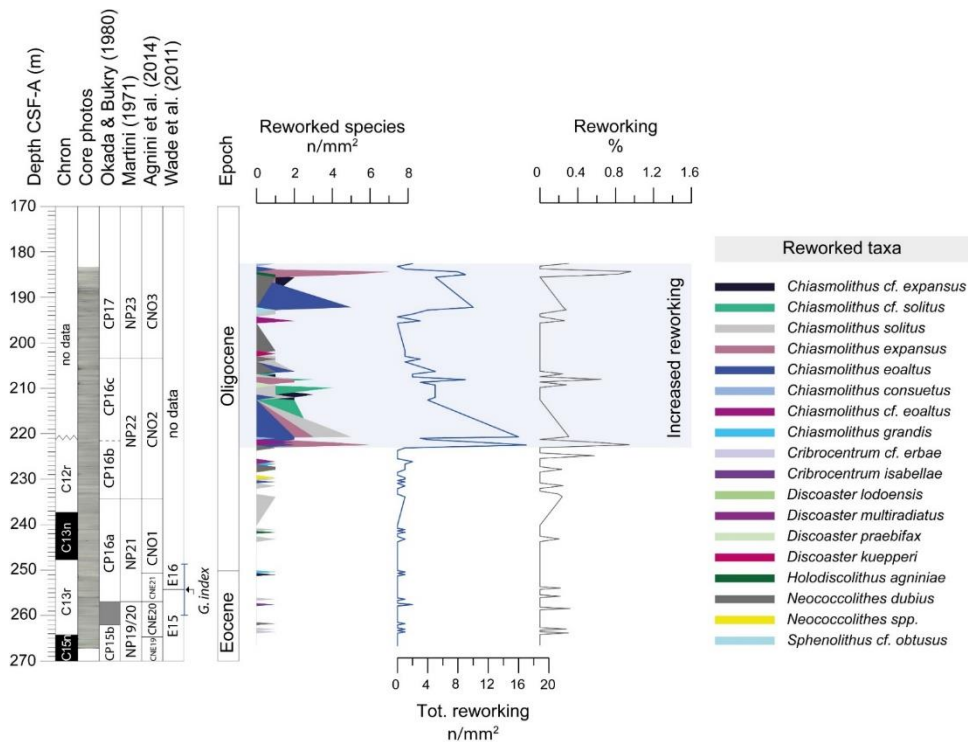 Depth CSF-A (m)
Chron
Core photos
Okada & Bukry (1980)
Martini (1971)
Agnini et al. (2014)
Wade et al. (2011)
Epoch
Reworked species
n/mm²
0 2 4 6 8
Reworking
%
0 0.4 0.8 1.2 1.6
170
180
190
200
210
220
230
240
250
260
270
no data
C12r
C13n
C13r
C15n
CP17
CP16c
CP16b
CP16a
CP15b
NP23
NP22
NP21
NP19/20
CNO3
CNO2
CNO1
CNE21
CNE20
CNE19
no data
E16
E15
G. index
Oligocene
Eocene
Increased reworking
0 4 8 12 16 20
Tot. reworking
n/mm²
Reworked taxa
Chiasmolithus cf. expansus
Chiasmolithus cf. solitus
Chiasmolithus solitus
Chiasmolithus expansus
Chiasmolithus eoaltus
Chiasmolithus consuetus
Chiasmolithus cf. eoaltus
Chiasmolithus grandis
Cribrocentrum cf. erbae
Cribrocentrum isabellae
Discoaster lodoensis
Discoaster multiradiatus
Discoaster praebifax
Discoaster kuepperi
Holodiscolithus agniniae
Neococcolithes dubius
Neococcolithes spp.
Sphenolithus cf. obtusus